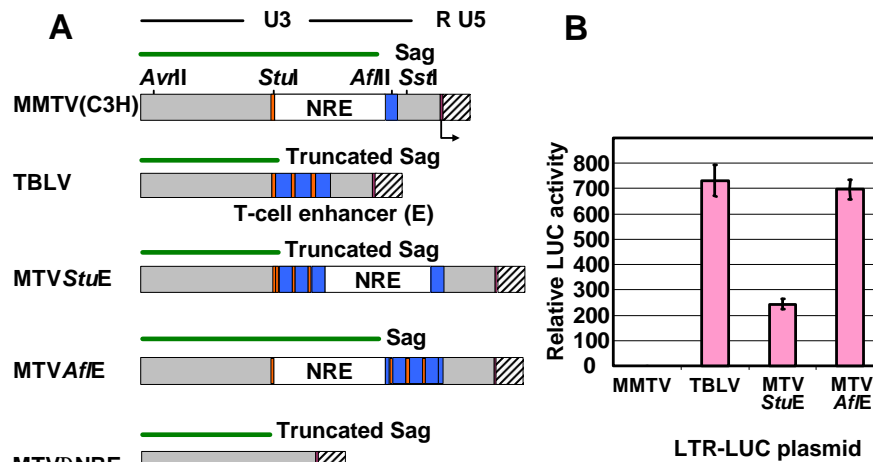 A
U3 R U5
Sag
AvrII StuI AflII SstI
MMTV(C3H) NRE
Truncated Sag
TBLV
T-cell enhancer (E)
Truncated Sag
MTVStuE NRE
Sag
MTVAflE NRE
Truncated Sag
B
Relative LUC activity
800
700
600
500
400
300
200
100
0
MMTV TBLV MTV StuE MTV AflE
LTR-LUC plasmid